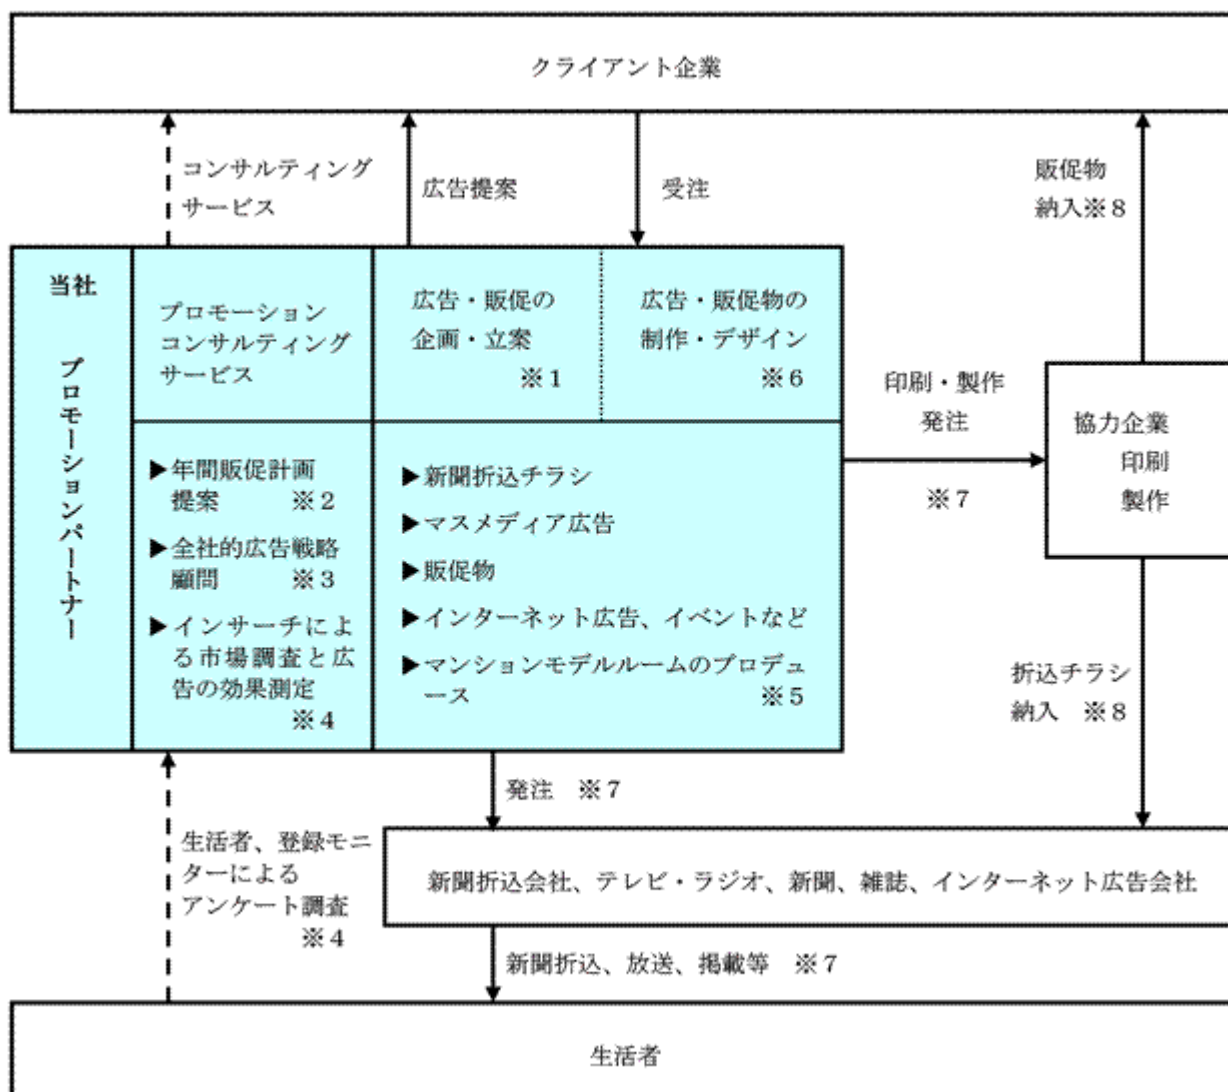 クライアント企業
コンサルティング
サービス
広告提案
受注
販促物
納入※8
当社
プロモーションパートナー
プロモーション
コンサルティング
サービス
広告・販促の
企画・立案
※1
広告・販促物の
制作・デザイン
※6
▶年間販促計画
提案 ※2
▶全社的広告戦略
顧問 ※3
▶インサーチによ
る市場調査と広
告の効果測定
※4
▶新聞折込チラシ
▶マスメディア広告
▶販促物
▶インターネット広告、イベントなど
▶マンションモデルルームのプロデュ
ース ※5
印刷・製作
発注
※7
協力企業
印刷
製作
折込チラシ
納入 ※8
発注 ※7
生活者、登録モニ
ターによる
アンケート調査
※4
新聞折込会社、テレビ・ラジオ、新聞、雑誌、インターネット広告会社
新聞折込、放送、掲載等 ※7
生活者